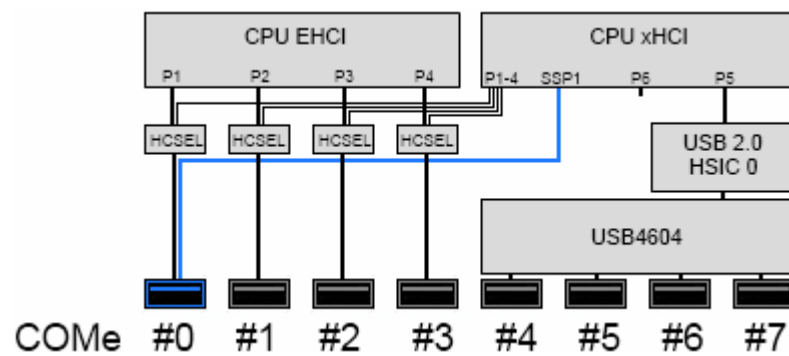 CPU EHCI CPU xHCI
P1 P2 P3 P4 P1-4 SSP1 P6 P5
HCSEL HCSEL HCSEL HCSEL
USB 2.0
HSIC 0
USB4604
COMe #0 #1 #2 #3 #4 #5 #6 #7